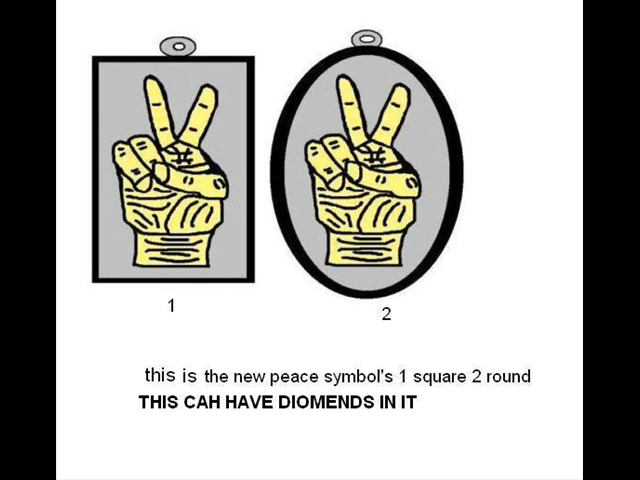 1
2
this is the new peace symbol's 1 square 2 round
THIS CAH HAVE DIOMENDS IN IT